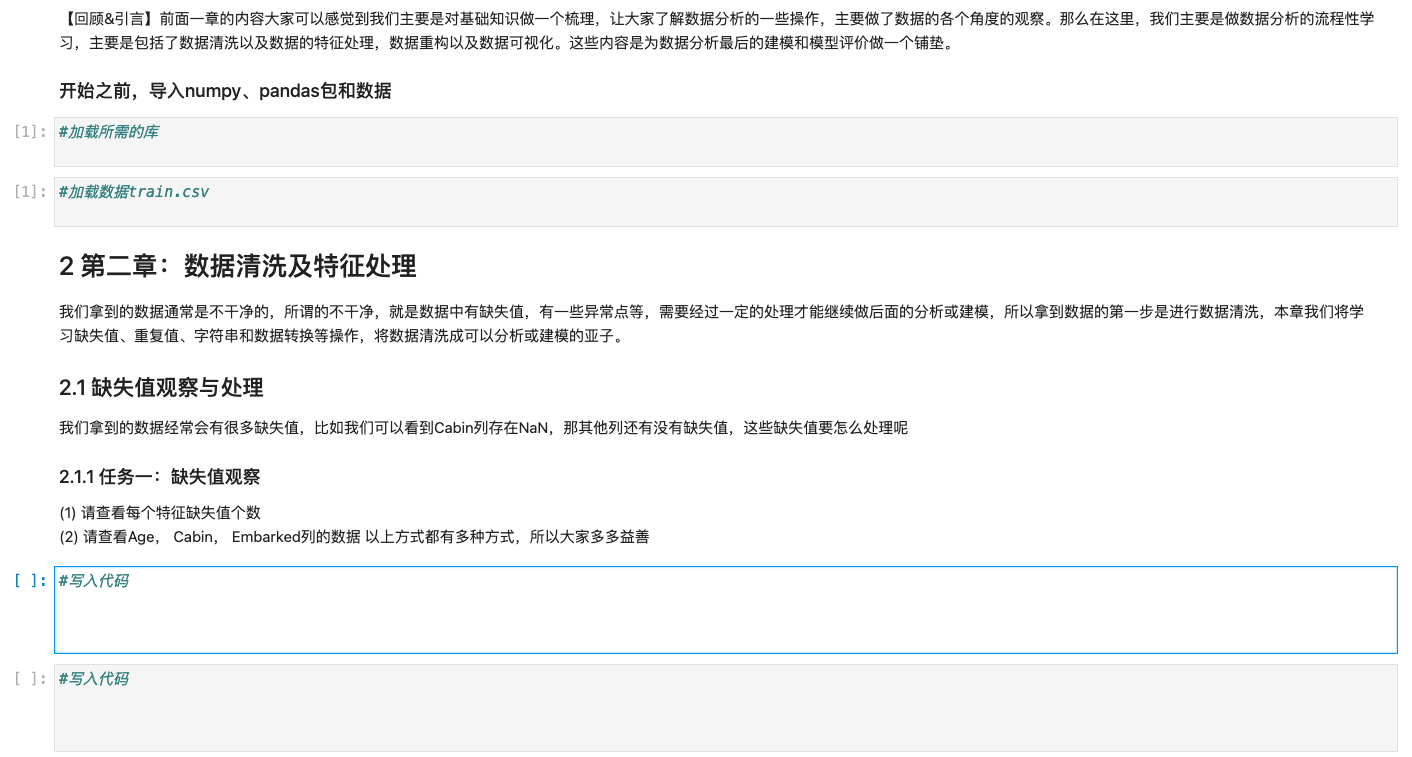 【回顾&引言】前面一章的内容大家可以感觉到我们主要是对基础知识做一个梳理，让大家了解数据分析的一些操作，主要做了数据的各个角度的观察。那么在这里，我们主要是做数据分析的流程性学
习，主要是包括了数据清洗以及数据的特征处理，数据重构以及数据可视化。这些内容是为数据分析最后的建模和模型评价做一个铺垫。
开始之前，导入numpy、pandas包和数据
[1]: #加载所需的库
[1]: #加载数据train.csv
2 第二章：数据清洗及特征处理
我们拿到的数据通常是不干净的，所谓的不干净，就是数据中有缺失值，有一些异常点等，需要经过一定的处理才能继续做后面的分析或建模，所以拿到数据的第一步是进行数据清洗，本章我们将学
习缺失值、重复值、字符串和数据转换等操作，将数据清洗成可以分析或建模的亚子。
2.1 缺失值观察与处理
我们拿到的数据经常会有很多缺失值，比如我们可以看到Cabin列存在NaN，那其他列还有没有缺失值，这些缺失值要怎么处理呢
2.1.1 任务一：缺失值观察
(1) 请查看每个特征缺失值个数
(2) 请查看Age， Cabin， Embarked列的数据 以上方式都有多种方式，所以大家多多益善
[ ]: #写入代码
[ ]: #写入代码